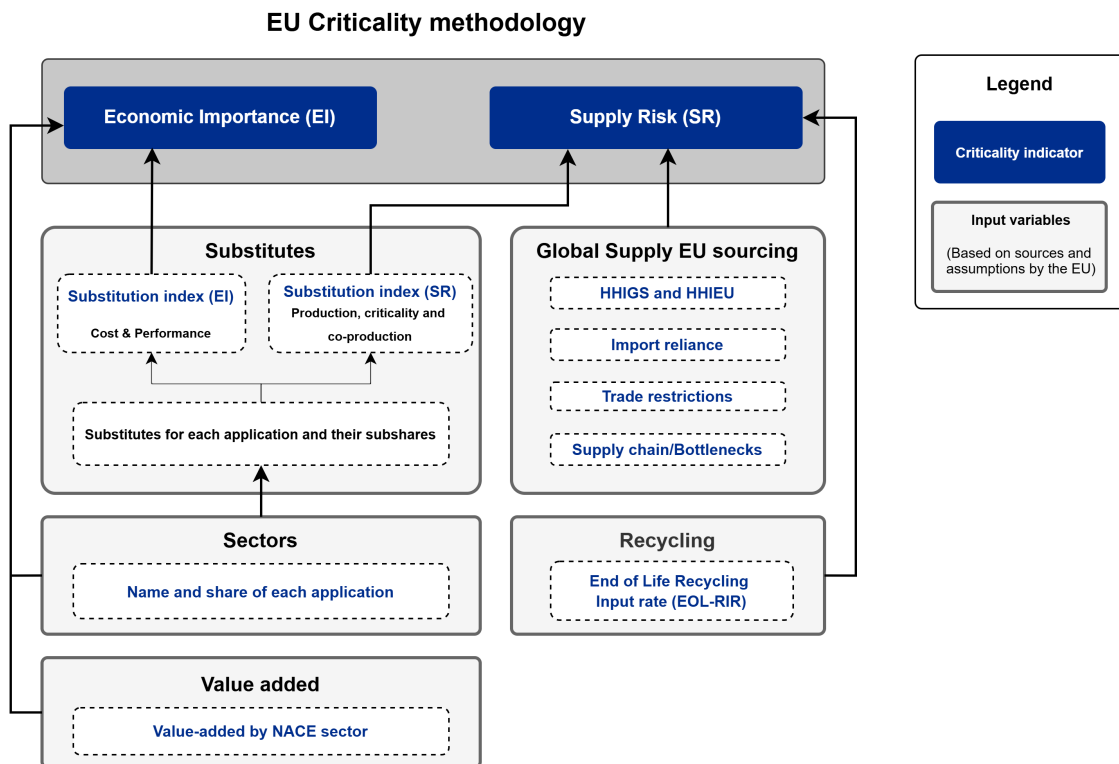 EU Criticality methodology
Economic Importance (EI)
Supply Risk (SR)
Legend
Criticality indicator
Input variables
(Based on sources and
assumptions by the EU)
Substitutes
Substitution index (EI)
Cost & Performance
Substitution index (SR)
Production, criticality and
co-production
Substitutes for each application and their subshares
Global Supply EU sourcing
HHIGS and HHIEU
Import reliance
Trade restrictions
Supply chain/Bottlenecks
Sectors
Name and share of each application
Recycling
End of Life Recycling
Input rate (EOL-RIR)
Value added
Value-added by NACE sector